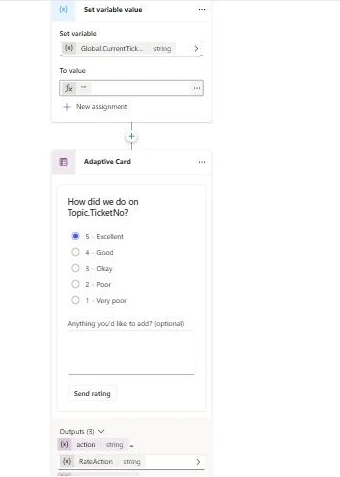 {x} Set variable value ...
Set variable
{x} Global.CurrentTick... string >
To value
fx "" ...
+ New assignment
+
Adaptive Card ...
How did we do on
Topic.TicketNo?
5 - Excellent
4 - Good
3 - Okay
2 - Poor
1 - Very poor
Anything you'd like to add? (optional)
Send rating
Outputs (3)
{x} action string
{x} RateAction string >